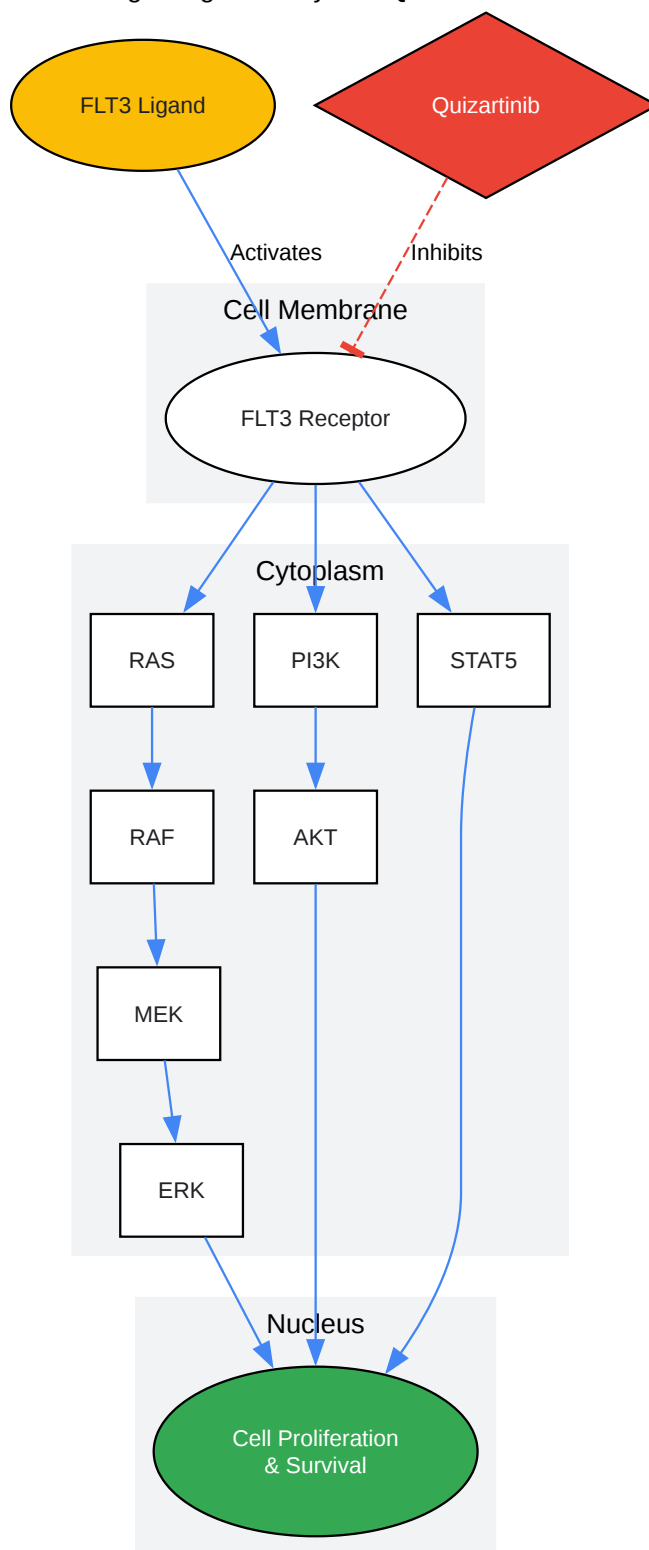 FLT3 Ligand
Quizartinib
Activates
Inhibits
Cell Membrane
FLT3 Receptor
Cytoplasm
RAS
PI3K
STAT5
RAF
AKT
MEK
ERK
Nucleus
Cell Proliferation
& Survival